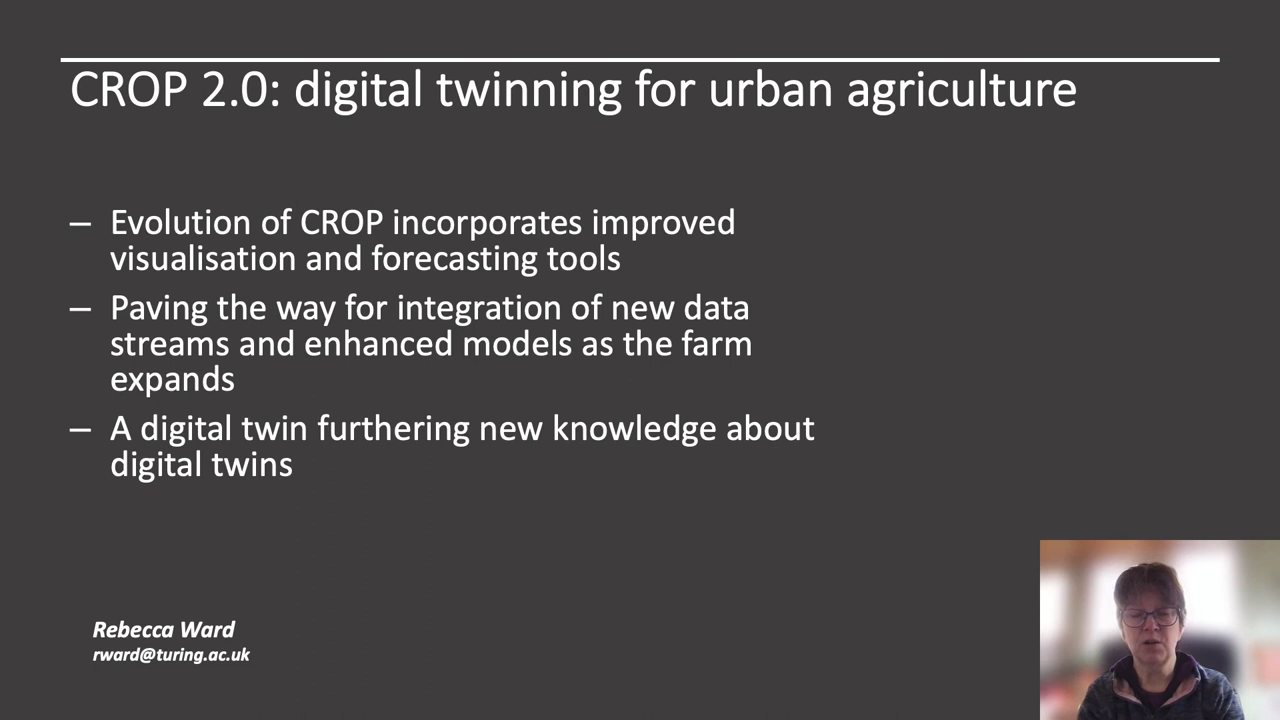 CROP 2.0: digital twinning for urban agriculture
– Evolution of CROP incorporates improved
visualisation and forecasting tools
– Paving the way for integration of new data
streams and enhanced models as the farm
expands
– A digital twin furthering new knowledge about
digital twins
Rebecca Ward
rward@turing.ac.uk